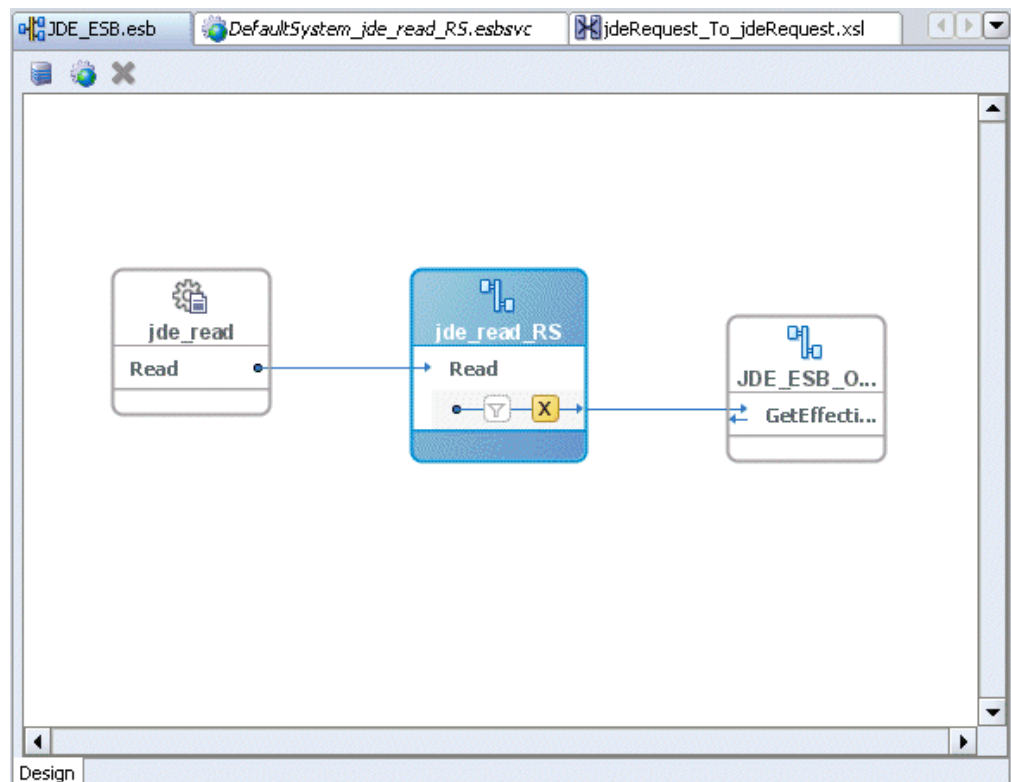 JDE_ESB.esb
DefaultSystem_jde_read_RS.esbsvc
jdeRequest_To_jdeRequest.xsl
jde_read
Read
jde_read_RS
Read
X
JDE_ESB_O...
GetEffecti...
Design